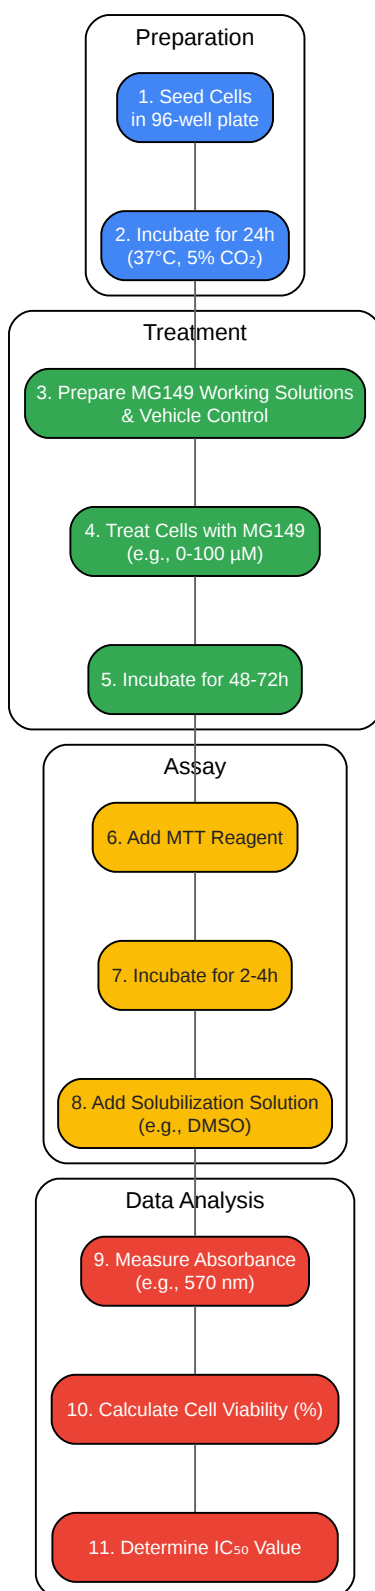 Preparation
1. Seed Cells
in 96-well plate
2. Incubate for 24h
(37°C, 5% CO₂)
Treatment
3. Prepare MG149 Working Solutions
& Vehicle Control
4. Treat Cells with MG149
(e.g., 0-100 µM)
5. Incubate for 48-72h
Assay
6. Add MTT Reagent
7. Incubate for 2-4h
8. Add Solubilization Solution
(e.g., DMSO)
Data Analysis
9. Measure Absorbance
(e.g., 570 nm)
10. Calculate Cell Viability (%)
11. Determine IC₅₀ Value